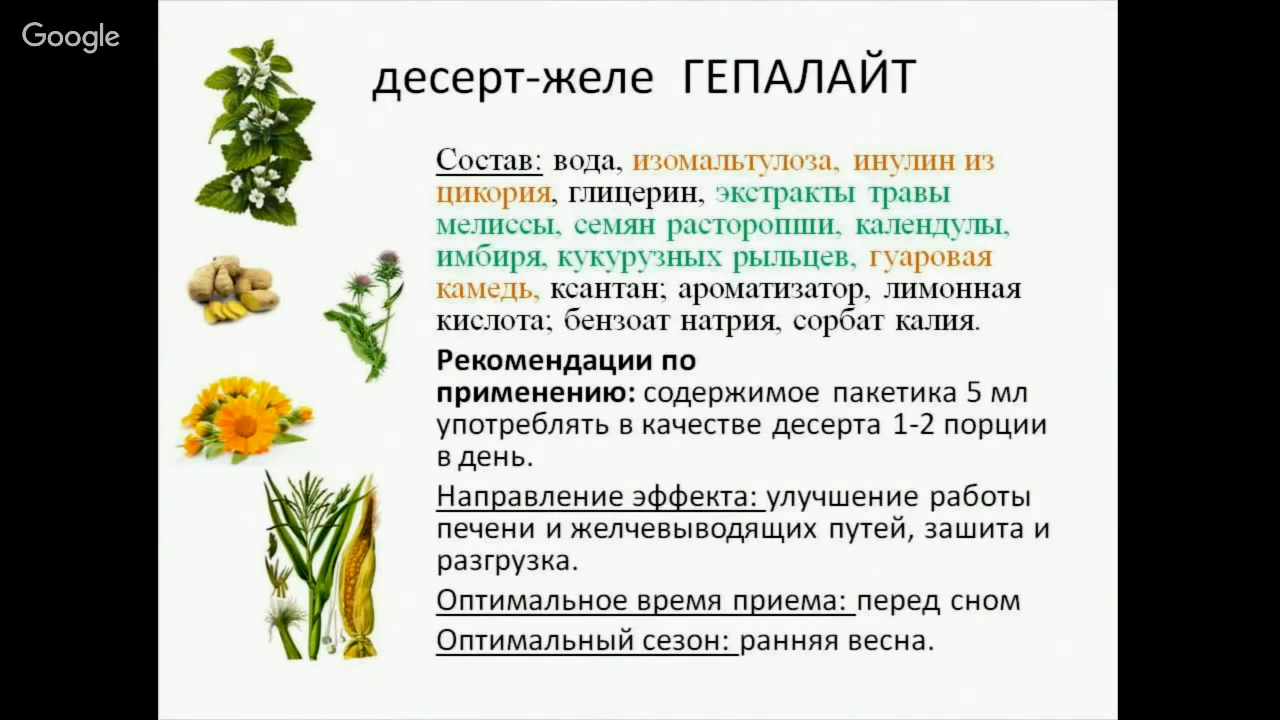 Google
десерт-желе ГЕПАЛАЙТ
Состав: вода, изомальтулоза, инулин из
цикория, глицерин, экстракты травы
мелиссы, семян расторопши, календулы,
имбиря, кукурузных рыльцев, гуаровая
камедь, ксантан; ароматизатор, лимонная
кислота; бензоат натрия, сорбат калия.
Рекомендации по
применению: содержимое пакетика 5 мл
употреблять в качестве десерта 1-2 порции
в день.
Направление эффекта: улучшение работы
печени и желчевыводящих путей, зашита и
разгрузка.
Оптимальное время приема: перед сном
Оптимальный сезон: ранняя весна.